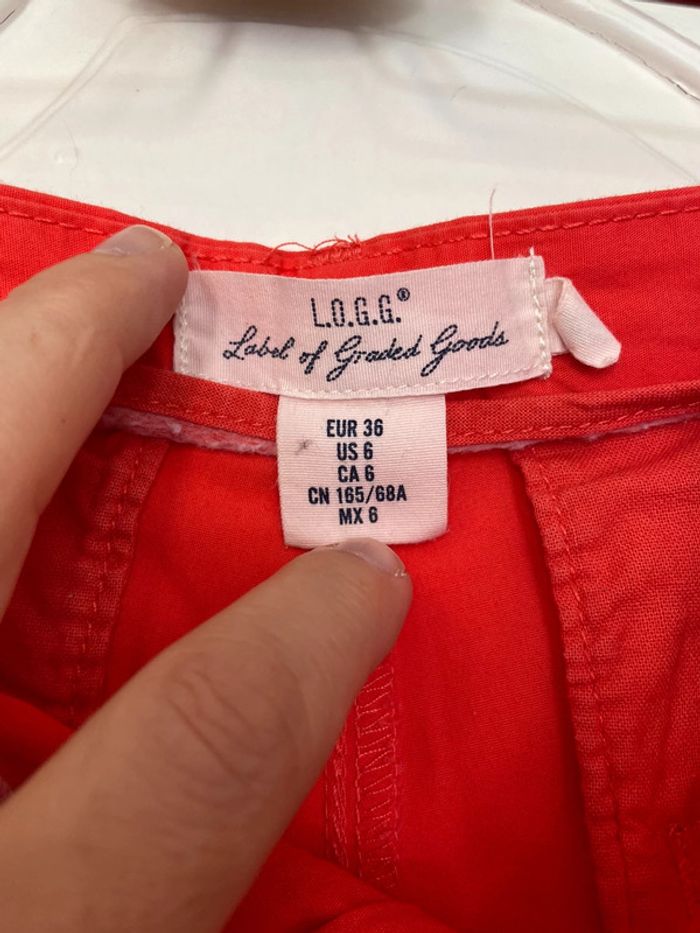 L.O.G.G.®
Label of Graded Goods
EUR 36
US 6
CA 6
CN 165/68A
MX 6